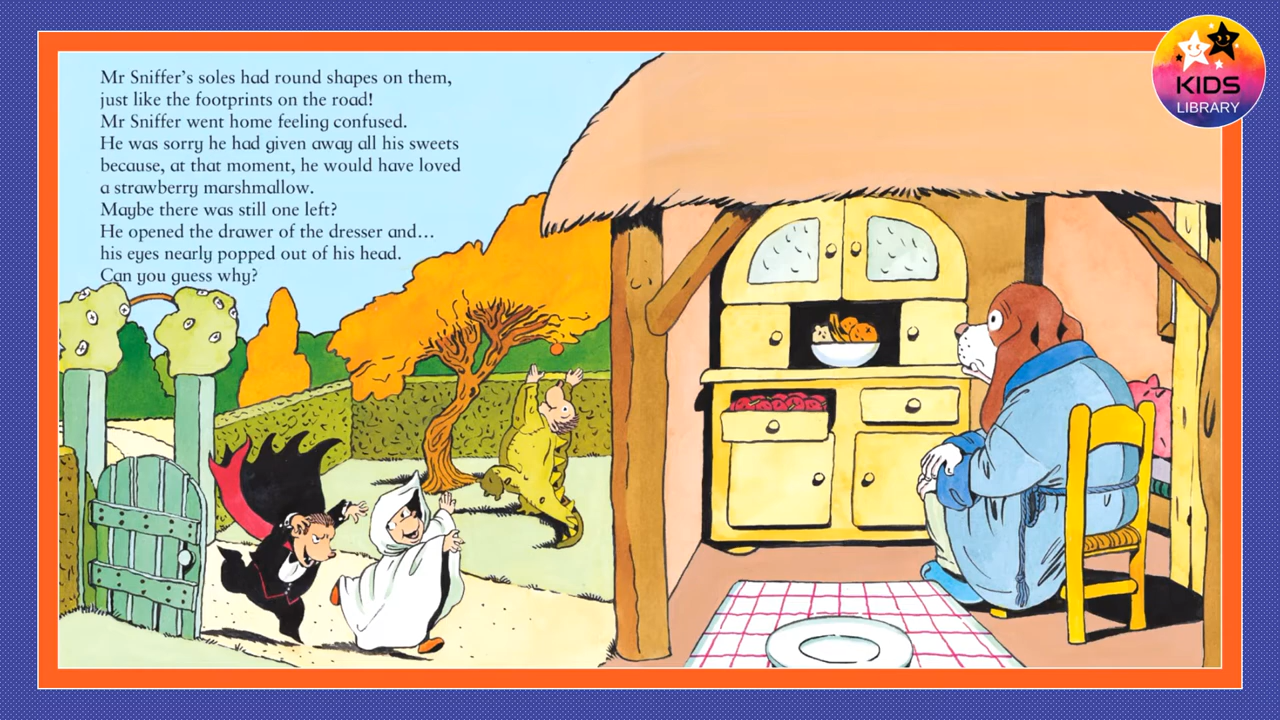 Mr Sniffer's soles had round shapes on them,
just like the footprints on the road!
Mr Sniffer went home feeling confused.
He was sorry he had given away all his sweets
because, at that moment, he would have loved
a strawberry marshmallow.
Maybe there was still one left?
He opened the drawer of the dresser and…
his eyes nearly popped out of his head.
Can you guess why?
KIDS
LIBRARY